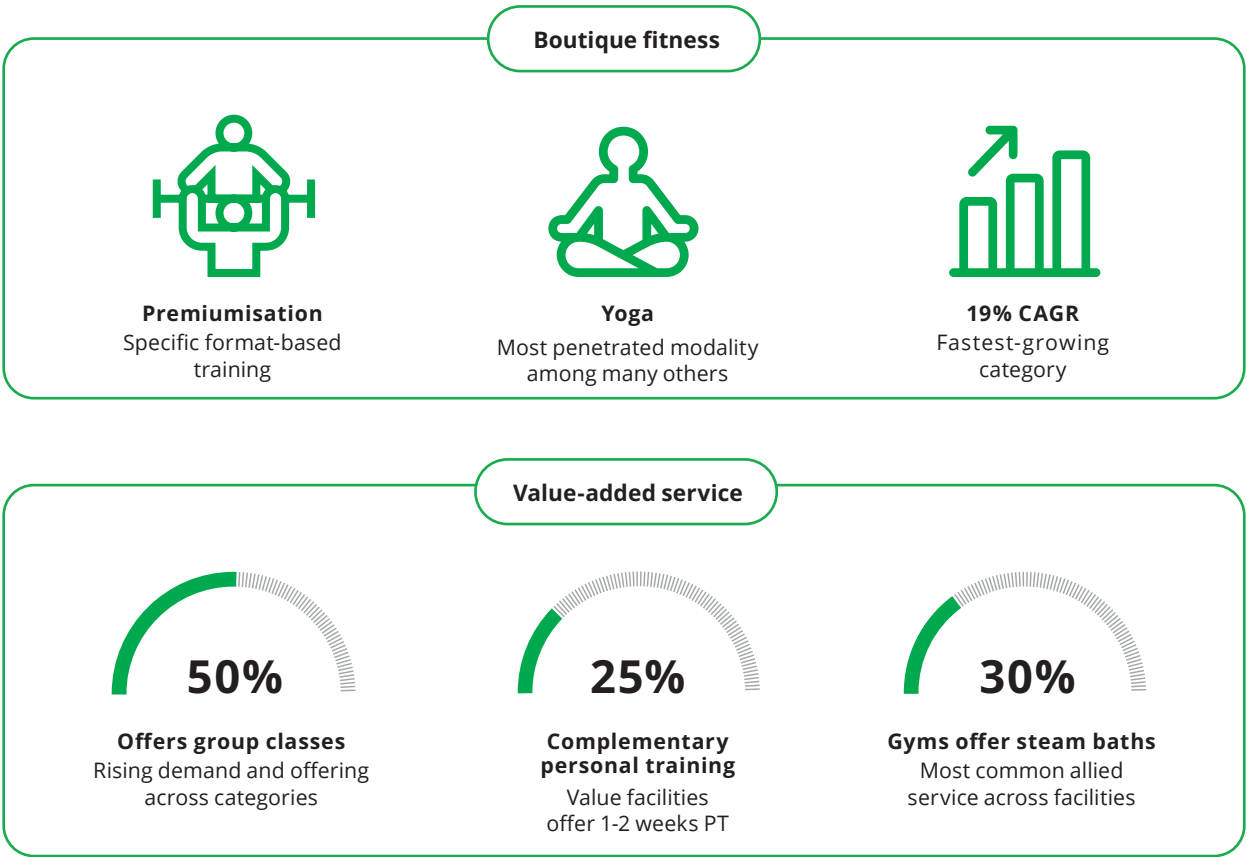 Boutique fitness
Premiumisation
Specific format-based
training
Yoga
Most penetrated modality
among many others
19% CAGR
Fastest-growing
category
Value-added service
50%
Offers group classes
Rising demand and offering
across categories
25%
Complementary
personal training
Value facilities
offer 1-2 weeks PT
30%
Gyms offer steam baths
Most common allied
service across facilities